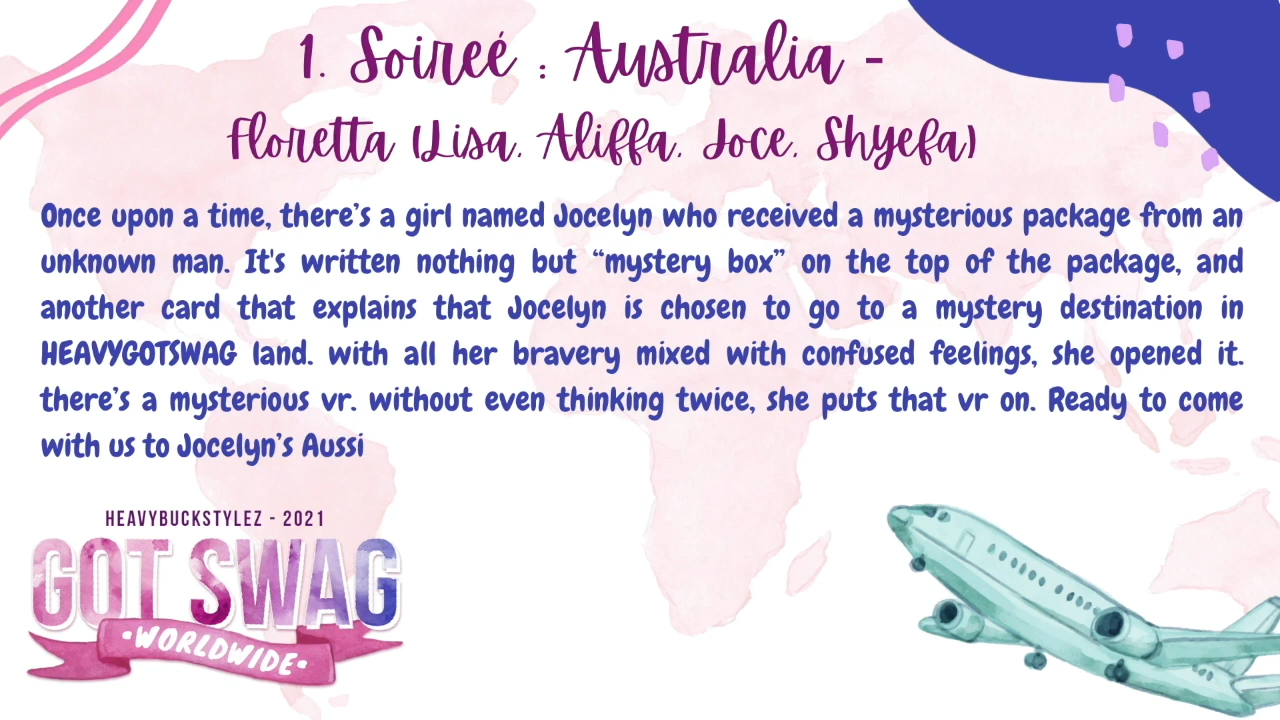 1. Soireé : Australia -
Floretta (Lisa, Aliffa, Joce, Shyefa)
Once upon a time, there’s a girl named Jocelyn who received a mysterious package from an
unknown man. It's written nothing but “mystery box” on the top of the package, and
another card that explains that Jocelyn is chosen to go to a mystery destination in
HEAVYGOTSWAG land. with all her bravery mixed with confused feelings, she opened it.
there’s a mysterious vr. without even thinking twice, she puts that vr on. Ready to come
with us to Jocelyn’s Aussi
HEAVYBUCKSTYLEZ - 2021
GOT SWAG
•WORLDWIDE•